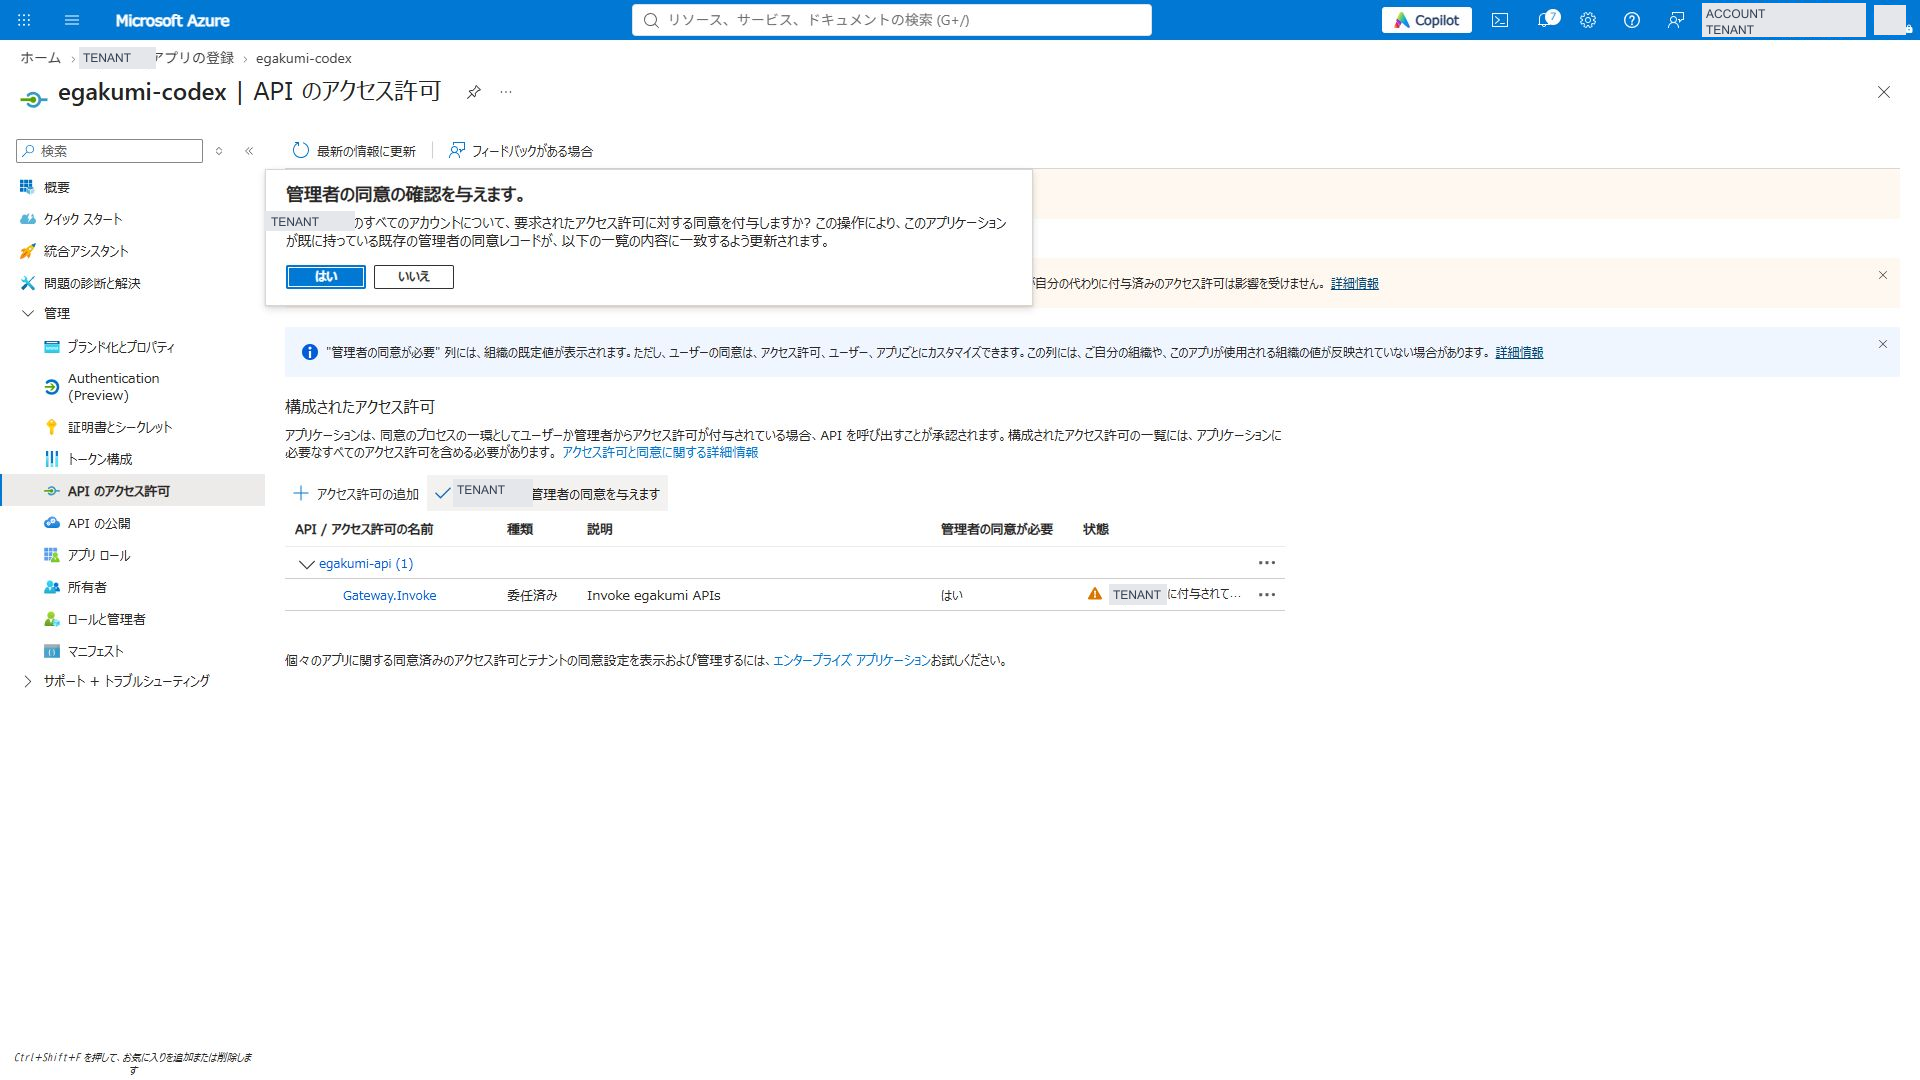 Microsoft Azure
リソース、サービス、ドキュメントの検索 (G+/)
Copilot
7
ACCOUNT
TENANT
ホーム
TENANT
アプリの登録
egakumi-codex
egakumi-codex | API のアクセス許可
検索
最新の情報に更新
フィードバックがある場合
概要
クイック スタート
統合アシスタント
問題の診断と解決
管理
ブランド化とプロパティ
Authentication
(Preview)
証明書とシークレット
トークン構成
API のアクセス許可
API の公開
アプリ ロール
所有者
ロールと管理者
マニフェスト
サポート + トラブルシューティング
Ctrl+Shift+F を押して、お気に入りを追加または削除しま
す
管理者の同意の確認を与えます。
TENANT のすべてのアカウントについて、要求されたアクセス許可に対する同意を付与しますか? この操作により、このアプリケーション
が既に持っている既存の管理者の同意レコードが、以下の一覧の内容に一致するよう更新されます。
はい
いいえ
自分の代わりに付与済みのアクセス許可は影響を受けません。 詳細情報
"管理者の同意が必要" 列には、組織の既定値が表示されます。ただし、ユーザーの同意は、アクセス許可、ユーザー、アプリごとにカスタマイズできます。この列には、ご自分の組織や、このアプリが使用される組織の値が反映されていない場合があります。 詳細情報
構成されたアクセス許可
アプリケーションは、同意のプロセスの一環としてユーザーか管理者からアクセス許可が付与されている場合、API を呼び出すことが承認されます。構成されたアクセス許可の一覧には、アプリケーションに
必要なすべてのアクセス許可を含める必要があります。 アクセス許可と同意に関する詳細情報
アクセス許可の追加
TENANT 管理者の同意を与えます
API / アクセス許可の名前 種類 説明 管理者の同意が必要 状態
egakumi-api (1)
Gateway.Invoke 委任済み Invoke egakumi APIs はい TENANT に付与されて...
個々のアプリに関する同意済みのアクセス許可とテナントの同意設定を表示および管理するには、エンタープライズ アプリケーションお試しください。